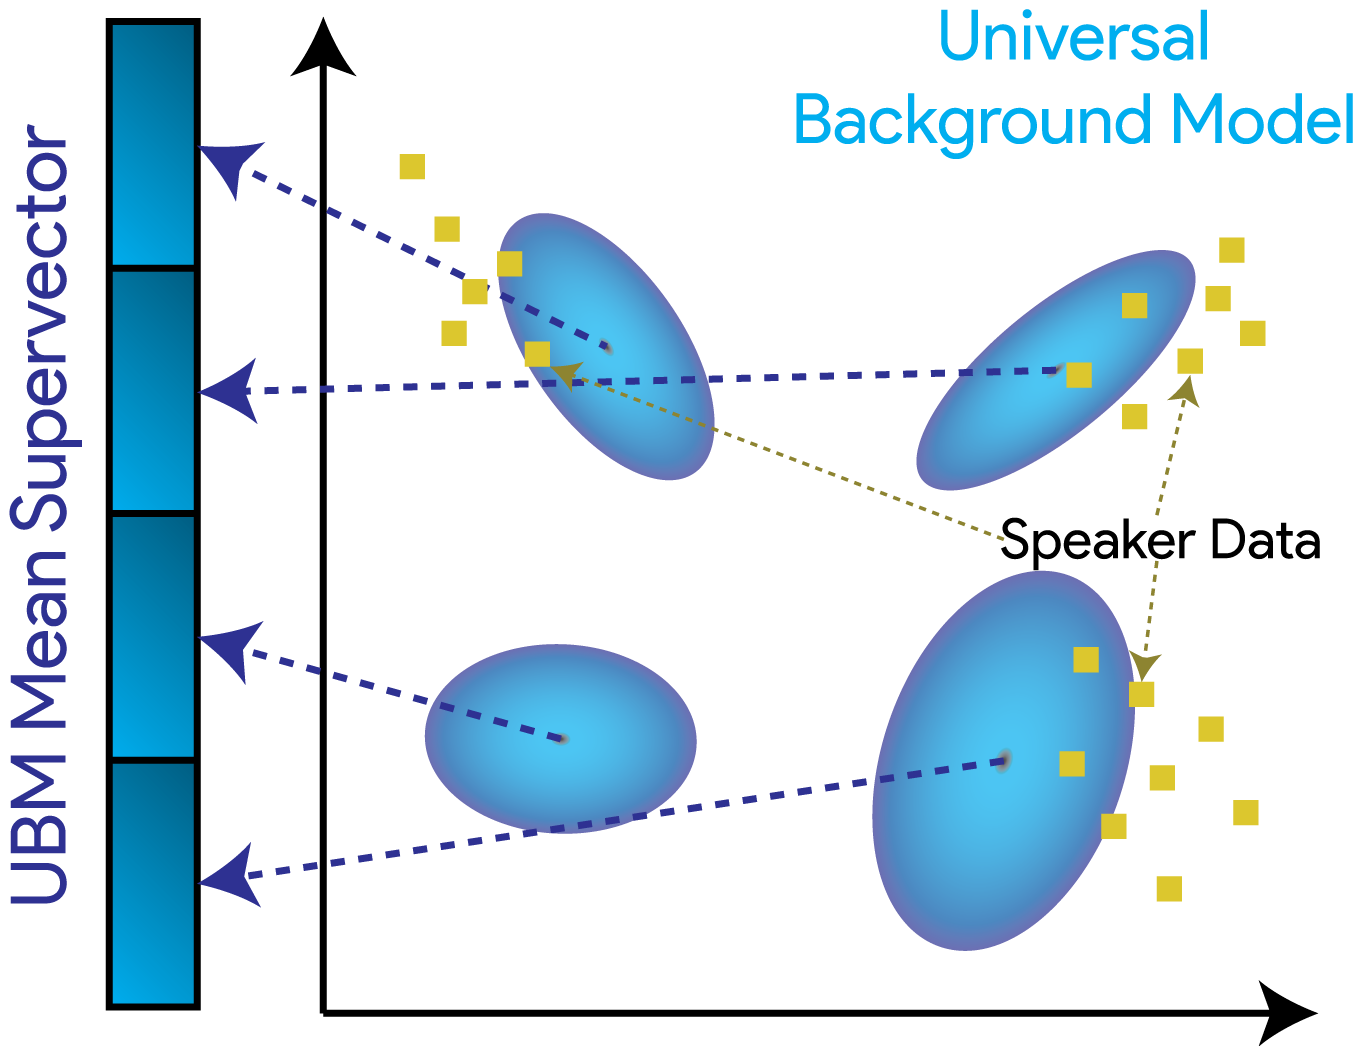 Universal
Background Model
UBM Mean Supervector
Speaker Data